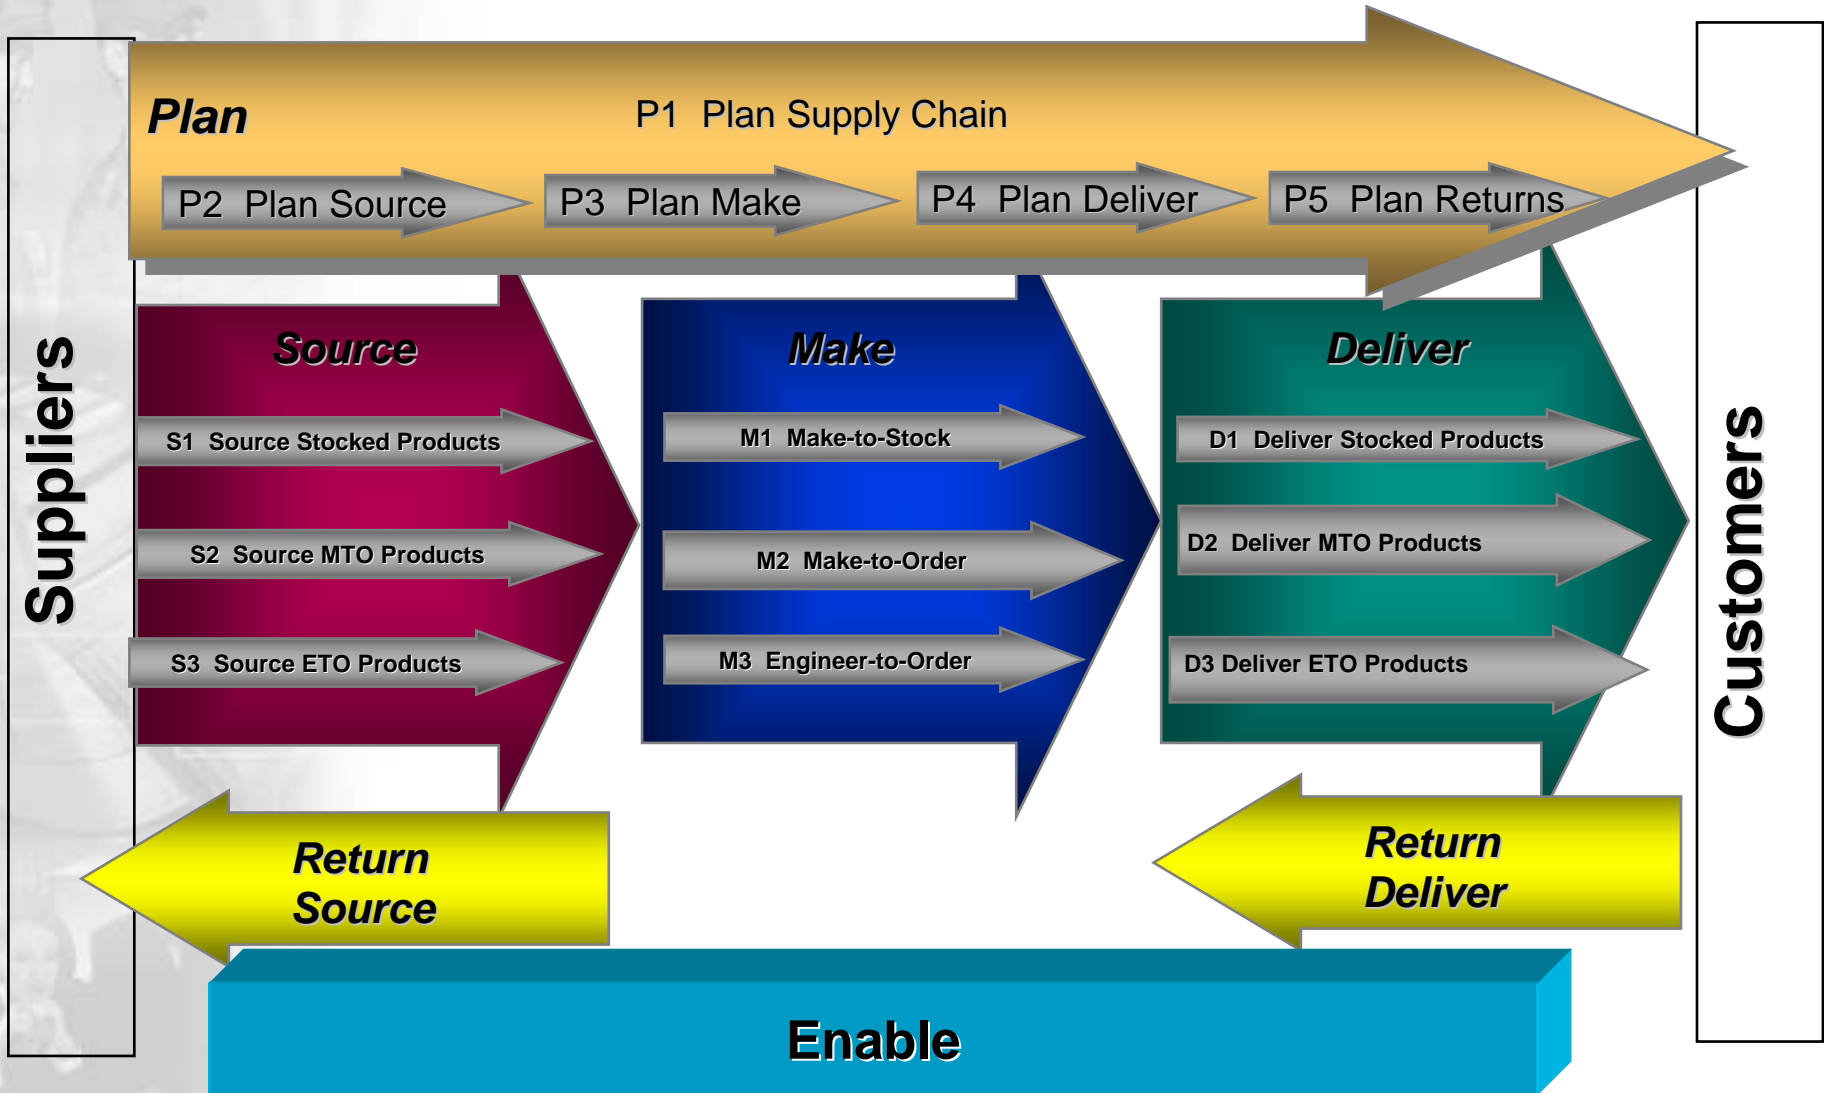 Plan
P1 Plan Supply Chain
P2 Plan Source
P3 Plan Make
P4 Plan Deliver
P5 Plan Returns
Suppliers
Source
S1 Source Stocked Products
S2 Source MTO Products
S3 Source ETO Products
Make
M1 Make-to-Stock
M2 Make-to-Order
M3 Engineer-to-Order
Deliver
D1 Deliver Stocked Products
D2 Deliver MTO Products
D3 Deliver ETO Products
Customers
Return
Source
Return
Deliver
Enable